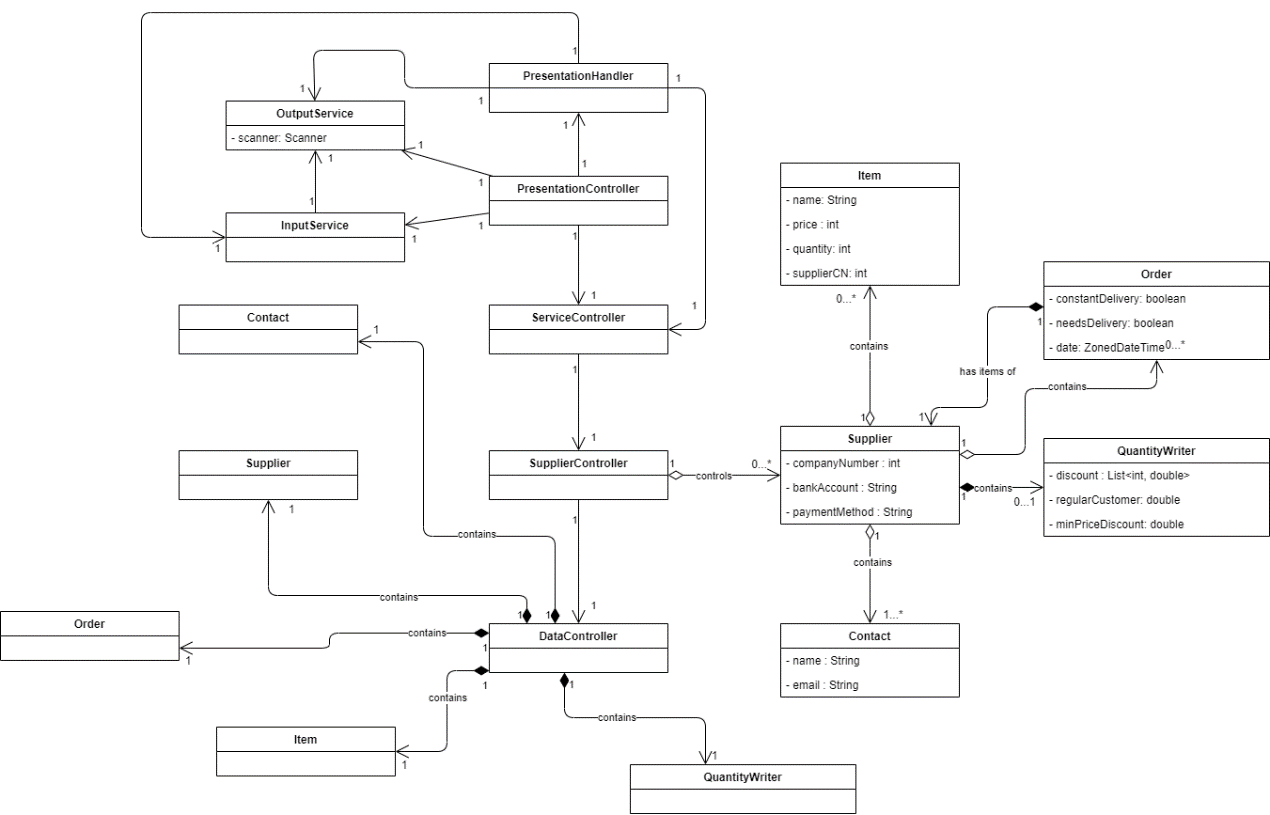 1
PresentationHandler
1
1
1
OutputService
- scanner: Scanner
1
1
1
1
1
PresentationController
1
1
1
InputService
1
1
1
1
Item
- name: String
- price : int
- quantity: int
- supplierCN: int
0...*
contains
1
Order
- constantDelivery: boolean
- needsDelivery: boolean
- date: ZonedDateTime
0...*
1
has items of
1
contains
1
Contact
1
1
1
ServiceController
1
1
Supplier
1
SupplierController
1
controls
0...*
1
Supplier
- companyNumber : int
- bankAccount : String
- paymentMethod : String
1
contains
0...1
QuantityWriter
- discount : List<int, double>
- regularCustomer: double
- minPriceDiscount: double
1
contains
1...*
Contact
- name : String
- email : String
contains
contains
1
1
1
Order
1
contains
1
DataController
1
contains
Item
1
1
contains
1
QuantityWriter